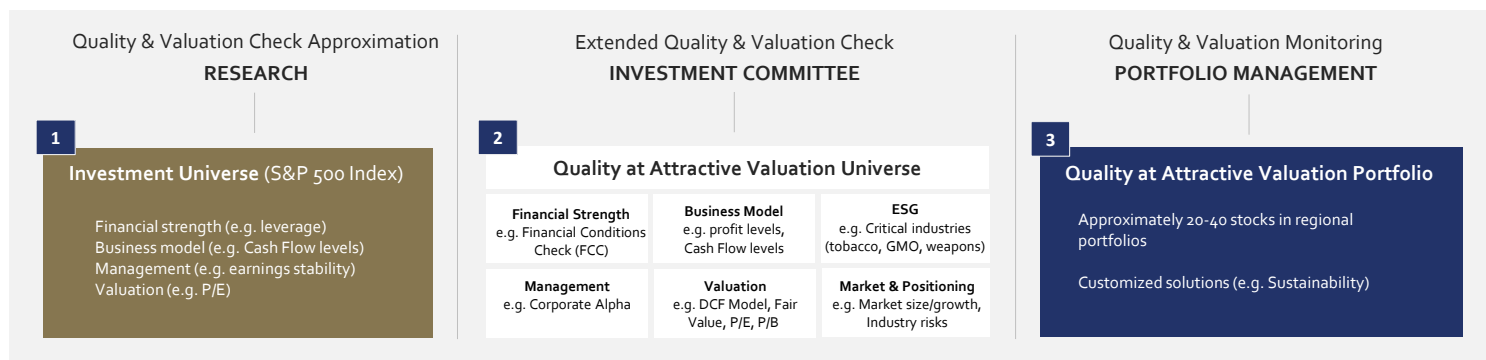 Quality & Valuation Check Approximation
RESEARCH
1
Investment Universe (S&P 500 Index)
Financial strength (e.g. leverage)
Business model (e.g. Cash Flow levels)
Management (e.g. earnings stability)
Valuation (e.g. P/E)
Extended Quality & Valuation Check
INVESTMENT COMMITTEE
2
Quality at Attractive Valuation Universe
Financial Strength
e.g. Financial Conditions
Check (FCC)
Business Model
e.g. profit levels,
Cash Flow levels
ESG
e.g. Critical industries
(tobacco, GMO, weapons)
Management
e.g. Corporate Alpha
Valuation
e.g. DCF Model, Fair
Value, P/E, P/B
Market & Positioning
e.g. Market size/growth,
Industry risks
Quality & Valuation Monitoring
PORTFOLIO MANAGEMENT
3
Quality at Attractive Valuation Portfolio
Approximately 20-40 stocks in regional
portfolios
Customized solutions (e.g. Sustainability)